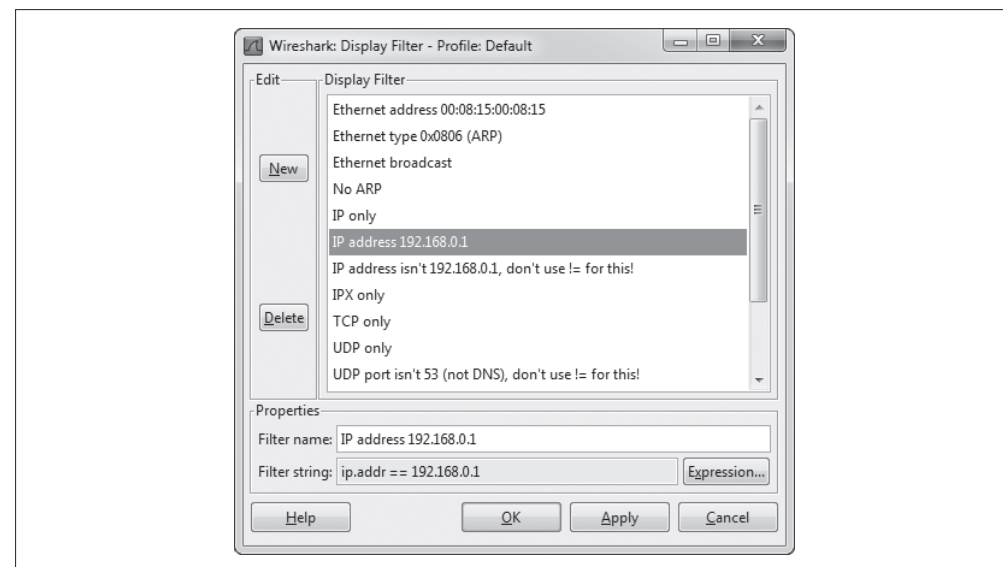 Wireshark: Display Filter - Profile: Default
Edit
Display Filter
Ethernet address 00:08:15:00:08:15
Ethernet type 0x0806 (ARP)
New
Ethernet broadcast
No ARP
IP only
IP address 192.168.0.1
IP address isn't 192.168.0.1, don't use != for this!
IPX only
Delete
TCP only
UDP only
UDP port isn't 53 (not DNS), don't use != for this!
Properties
Filter name: IP address 192.168.0.1
Filter string: ip.addr == 192.168.0.1 Expression...
Help OK Apply Cancel